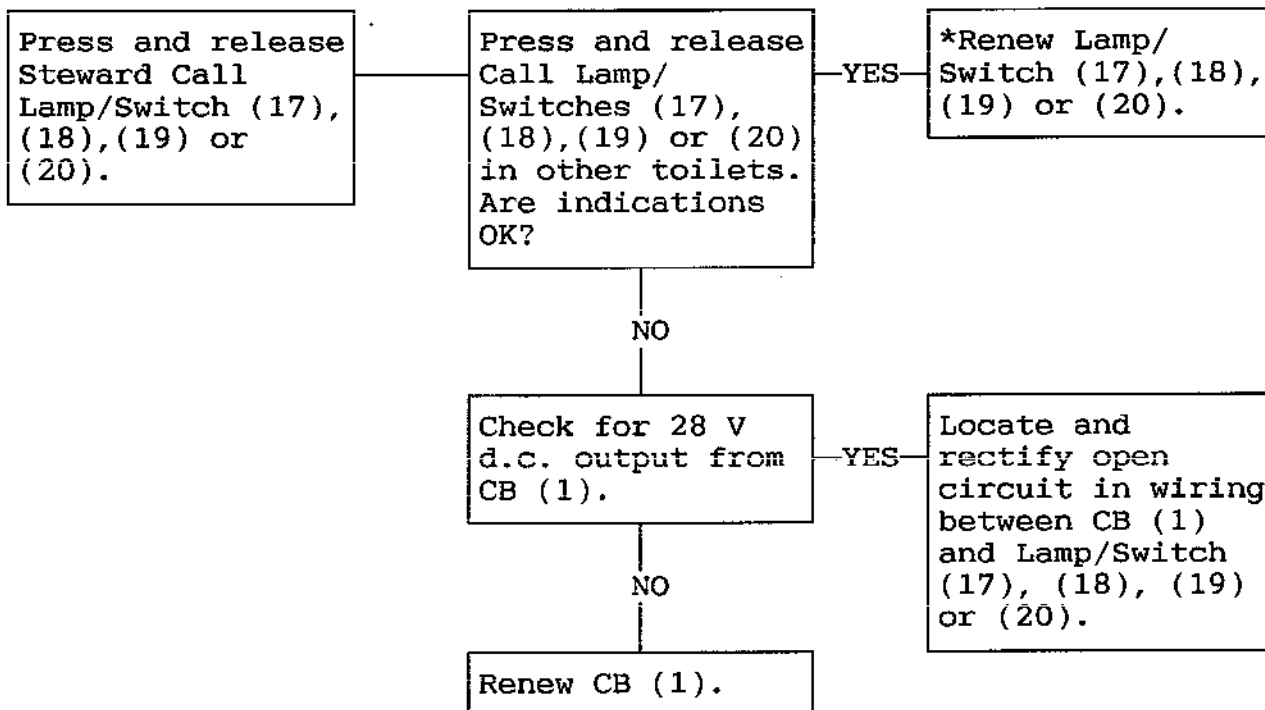 Press and release
Steward Call
Lamp/Switch (17),
(18),(19) or
(20).
Press and release
Call Lamp/
Switches (17),
(18),(19) or (20)
in other toilets.
Are indications
OK?
YES
*Renew Lamp/
Switch (17),(18),
(19) or (20).
NO
Check for 28 V
d.c. output from
CB (1).
YES
Locate and
rectify open
circuit in wiring
between CB (1)
and Lamp/Switch
(17), (18), (19)
or (20).
NO
Renew CB (1).